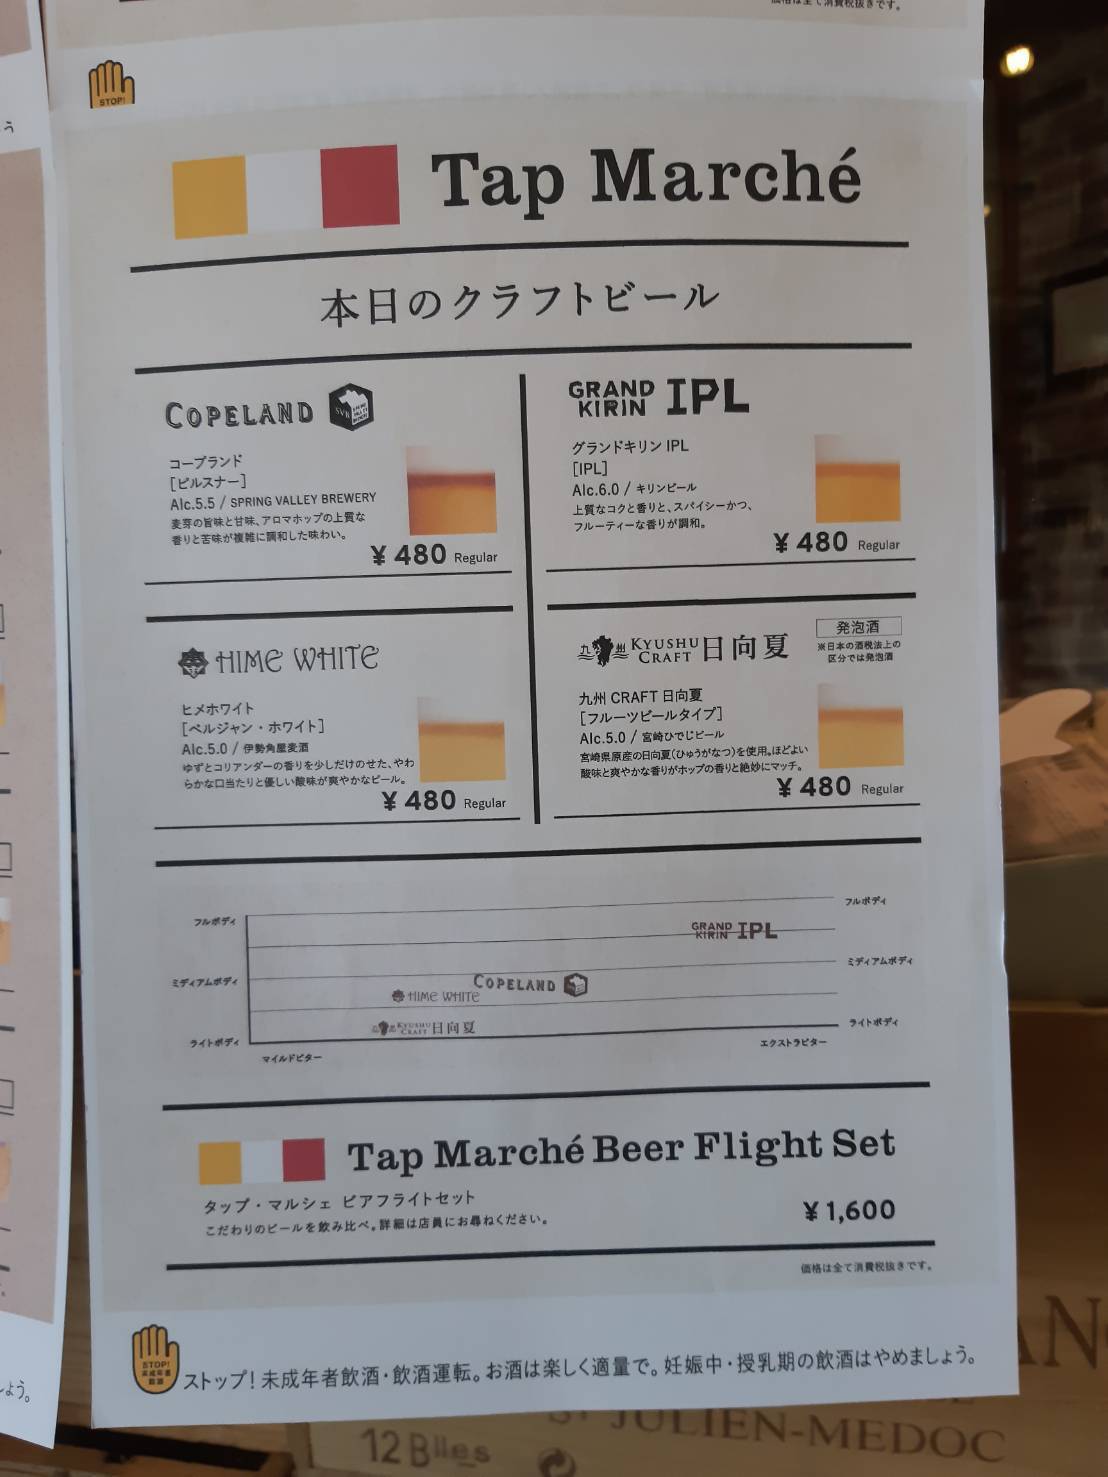 価格は全て消費税抜きです。
STOP!
Tap Marché
本日のクラフトビール
COPELAND
SVB
コープランド
[ピルスナー]
Alc.5.5 / SPRING VALLEY BREWERY
麦芽の旨味と甘味、アロマホップの上質な
香りと苦味が複雑に調和した味わい。
¥480 Regular
GRAND KIRIN IPL
グランドキリン IPL
[IPL]
Alc.6.0 / キリンビール
上質なコクと香りと、スパイシーかつ、
フルーティーな香りが調和。
¥480 Regular
HIME WHITE
ヒメホワイト
[ベルジャン・ホワイト]
Alc.5.0 / 伊勢角屋麦酒
ゆずとコリアンダーの香りを少しだけのせた、やわ
らかな口当たりと優しい酸味が爽やかなビール。
¥480 Regular
九州 KYUSHU CRAFT 日向夏
発泡酒
※日本の酒税法上の
区分では発泡酒
九州 CRAFT 日向夏
[フルーツビールタイプ]
Alc.5.0 / 宮崎ひでじビール
宮崎県原産の日向夏(ひゅうがなつ)を使用。ほどよい
酸味と爽やかな香りがホップの香りと絶妙にマッチ。
¥480 Regular
フルボディ フルボディ
GRAND KIRIN IPL
ミディアムボディ ミディアムボディ
COPELAND
HIME WHITE
KYUSHU CRAFT 日向夏
ライトボディ ライトボディ
マイルドビター エクストラビター
Tap Marché Beer Flight Set
タップ・マルシェ ビアフライトセット
こだわりのビールを飲み比べ。詳細は店員にお尋ねください。
¥1,600
価格は全て消費税抜きです。
STOP!
未成年者
飲酒
ストップ!未成年者飲酒・飲酒運転。お酒は楽しく適量で。妊娠中・授乳期の飲酒はやめましょう。
ST JULIEN-MEDOC
12 Blles